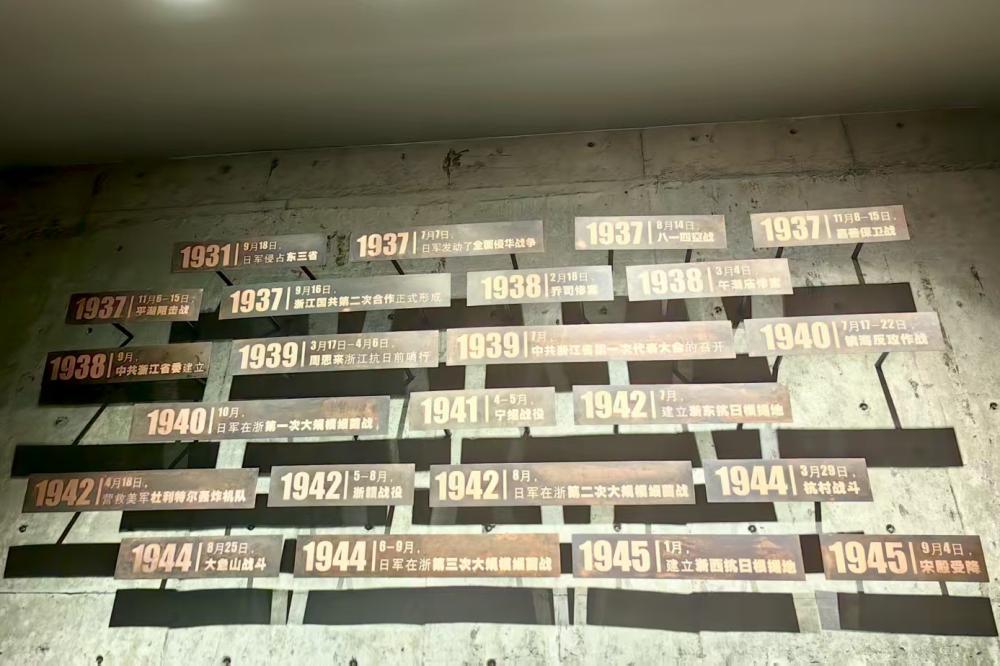 1931 9月18日，
日军侵占东三省
1937 7月7日，
日军发动了全面侵华战争
1937 8月14日，
八一四空战
1937 11月8-15日，
嘉善保卫战
1937 11月6-15日，
平湖阻击战
1937 9月16日，
浙江国共第二次合作正式形成
1938 2月18日，
乔司惨案
1938 3月4日，
午潮庙惨案
1938 9月，
中共浙江省委建立
1939 3月17日-4月6日，
周恩来浙江抗日前哨行
1939 7月，
中共浙江省第一次代表大会的召开
1940 7月17-22日，
镇海反攻作战
1940 10月，
日军在浙第一次大规模细菌战，
1941 4-5月，
宁绍战役
1942 7月，
建立浙东抗日根据地
1942 4月18日，
营救美军杜利特尔轰炸机队
1942 5-8月，
浙赣战役
1942 8月，
日军在浙第二次大规模细菌战
1944 3月29日，
杭村战斗
1944 8月25日，
大鱼山战斗
1944 6-9月，
日军在浙第三次大规模细菌战
1945 1月，
建立浙西抗日根据地
1945 9月4日，
宋殿受降